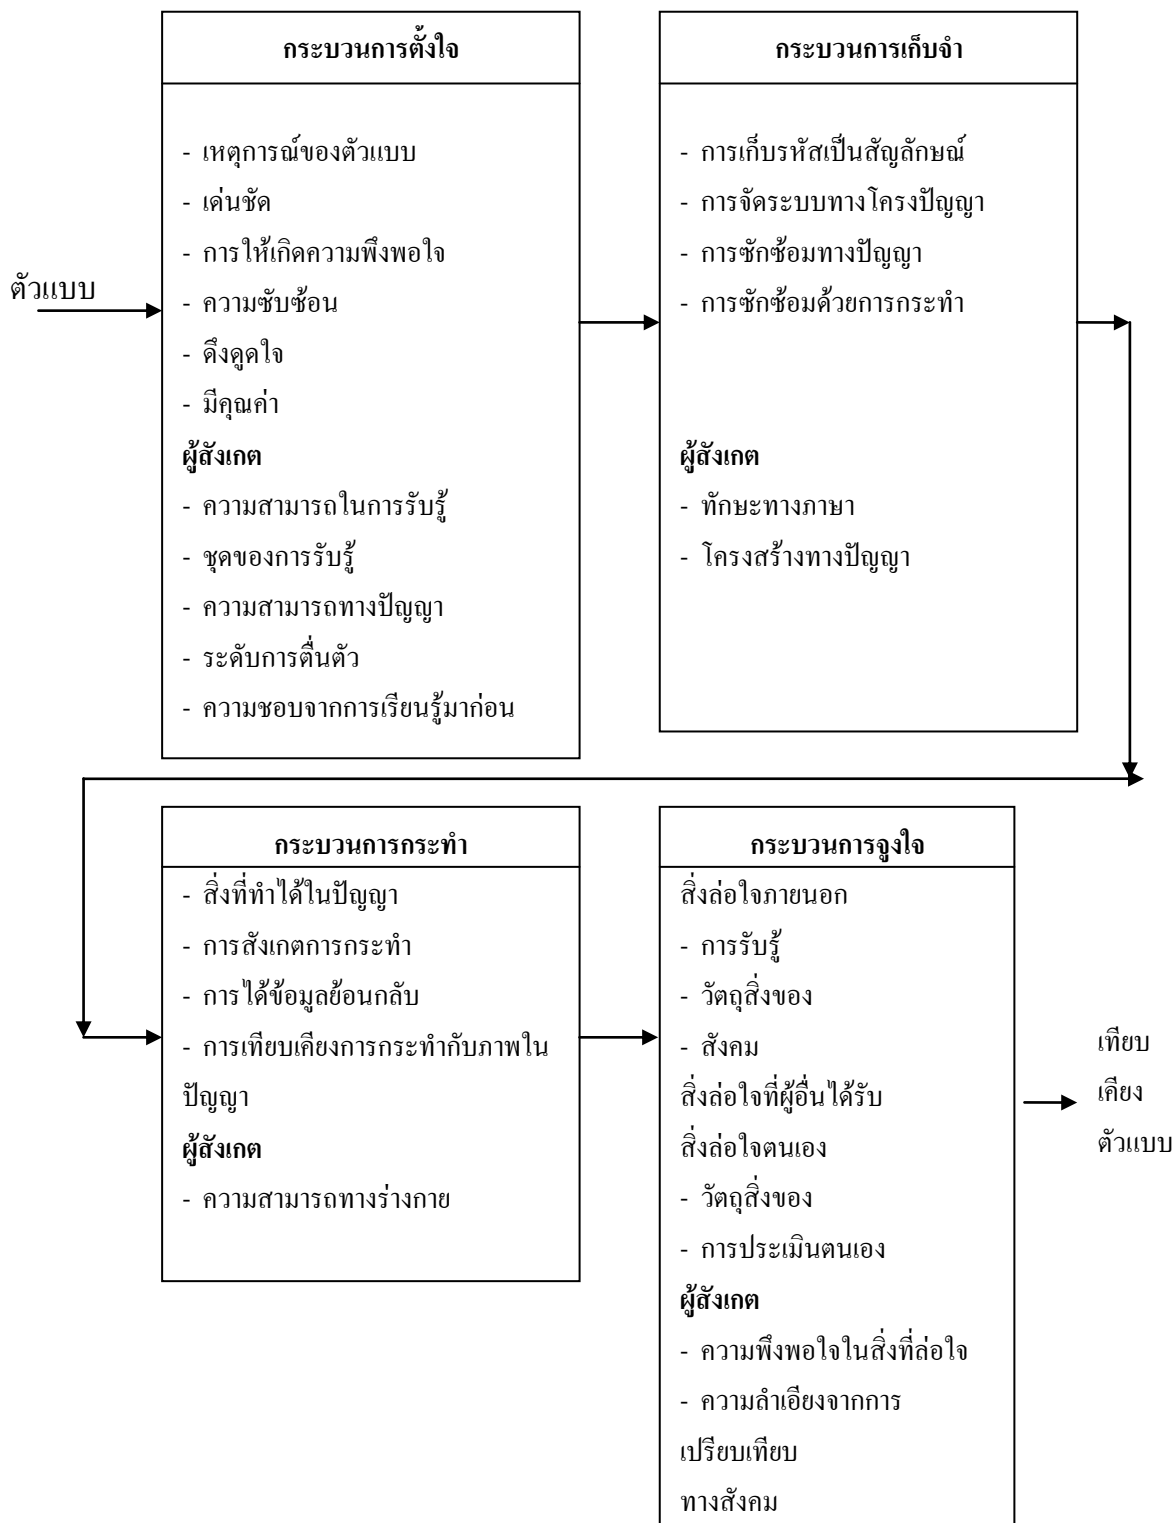 ตัวแบบ
กระบวนการตั้งใจ
- เหตุการณ์ของตัวแบบ
- เด่นชัด
- การให้เกิดความพึงพอใจ
- ความซับซ้อน
- ดึงดูดใจ
- มีคุณค่า
ผู้สังเกต
- ความสามารถในการรับรู้
- ชุดของการรับรู้
- ความสามารถทางปัญญา
- ระดับการตื่นตัว
- ความชอบจากการเรียนรู้มาก่อน
กระบวนการเก็บจำ
- การเก็บรหัสเป็นสัญลักษณ์
- การจัดระบบทางโครงปัญญา
- การซักซ้อมทางปัญญา
- การซักซ้อมด้วยการกระทำ
ผู้สังเกต
- ทักษะทางภาษา
- โครงสร้างทางปัญญา
กระบวนการกระทำ
- สิ่งที่ทำได้ในปัญญา
- การสังเกตการกระทำ
- การได้ข้อมูลย้อนกลับ
- การเทียบเคียงการกระทำกับภาพใน
ปัญญา
ผู้สังเกต
- ความสามารถทางร่างกาย
กระบวนการจูงใจ
สิ่งล่อใจภายนอก
- การรับรู้
- วัตถุสิ่งของ
- สังคม
สิ่งล่อใจที่ผู้อื่นได้รับ
สิ่งล่อใจตนเอง
- วัตถุสิ่งของ
- การประเมินตนเอง
ผู้สังเกต
- ความพึงพอใจในสิ่งที่ล่อใจ
- ความลำเอียงจากการ
เปรียบเทียบ
ทางสังคม
เทียบ
เคียง
ตัวแบบ